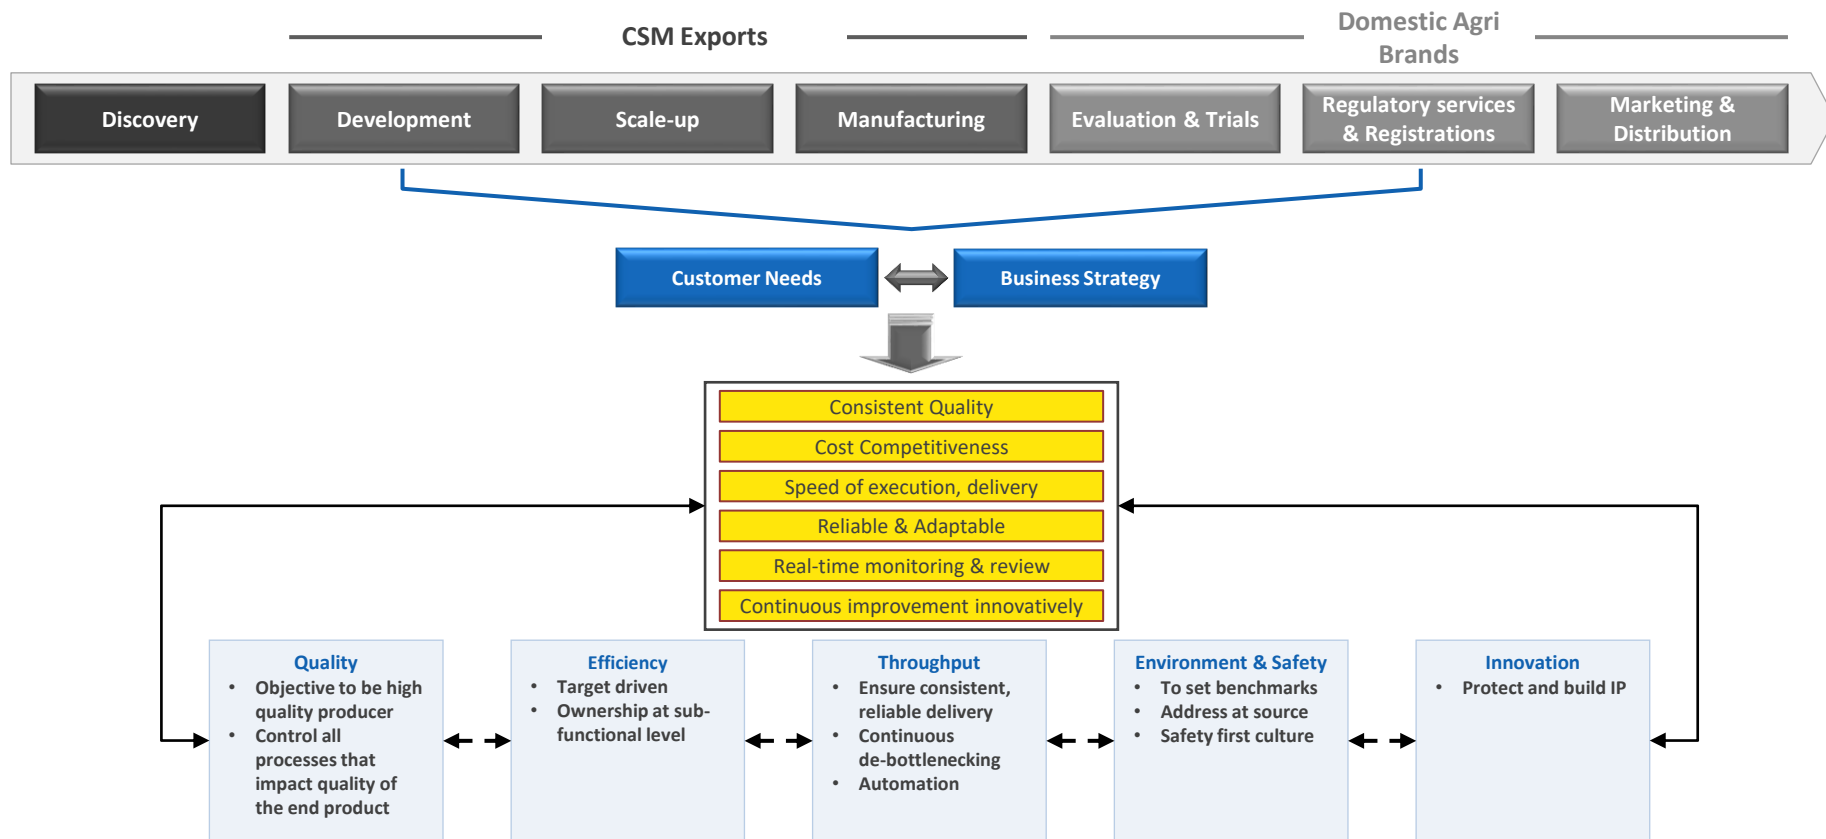 CSM Exports
Domestic Agri
Brands
Discovery
Development
Scale-up
Manufacturing
Evaluation & Trials
Regulatory services
& Registrations
Marketing &
Distribution
Customer Needs
Business Strategy
Consistent Quality
Cost Competitiveness
Speed of execution, delivery
Reliable & Adaptable
Real-time monitoring & review
Continuous improvement innovatively
Quality
• Objective to be high
quality producer
• Control all
processes that
impact quality of
the end product
Efficiency
• Target driven
• Ownership at sub-
functional level
Throughput
• Ensure consistent,
reliable delivery
• Continuous
de-bottlenecking
• Automation
Environment & Safety
• To set benchmarks
• Address at source
• Safety first culture
Innovation
• Protect and build IP